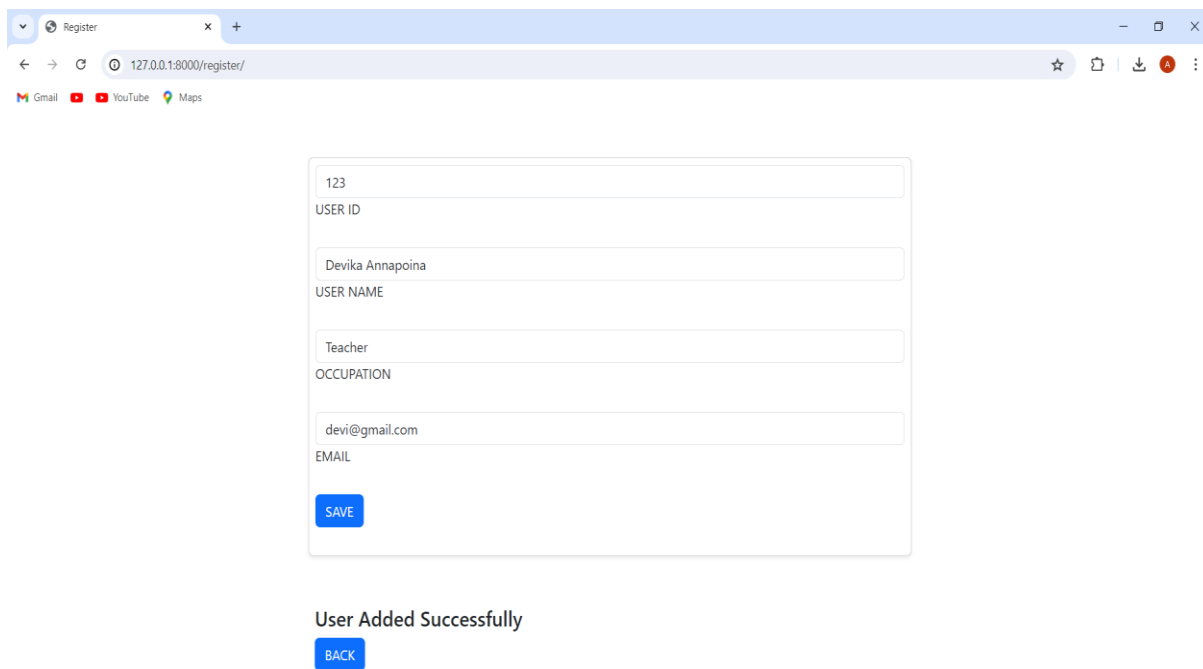 Register
127.0.0.1:8000/register/
A
Gmail YouTube Maps
123
USER ID
Devika Annapoina
USER NAME
Teacher
OCCUPATION
devi@gmail.com
EMAIL
SAVE
User Added Successfully
BACK